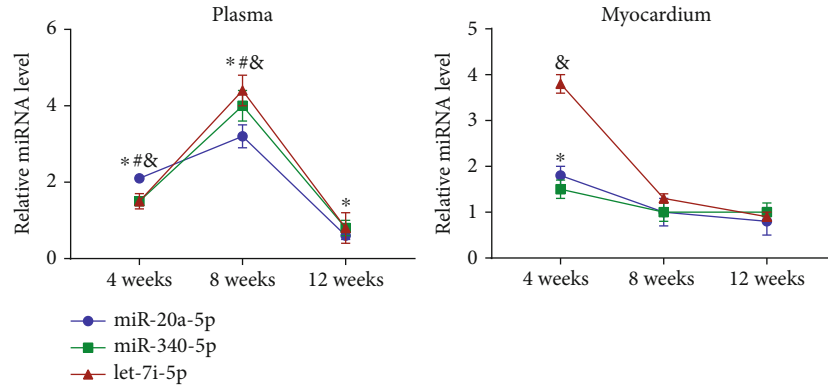 Plasma
Relative miRNA level
6
4
2
0
*#&
*#&
*
4 weeks
8 weeks
12 weeks
Myocardium
Relative miRNA level
5
4
3
2
1
0
&
*
4 weeks
8 weeks
12 weeks
miR-20a-5p
miR-340-5p
let-7i-5p